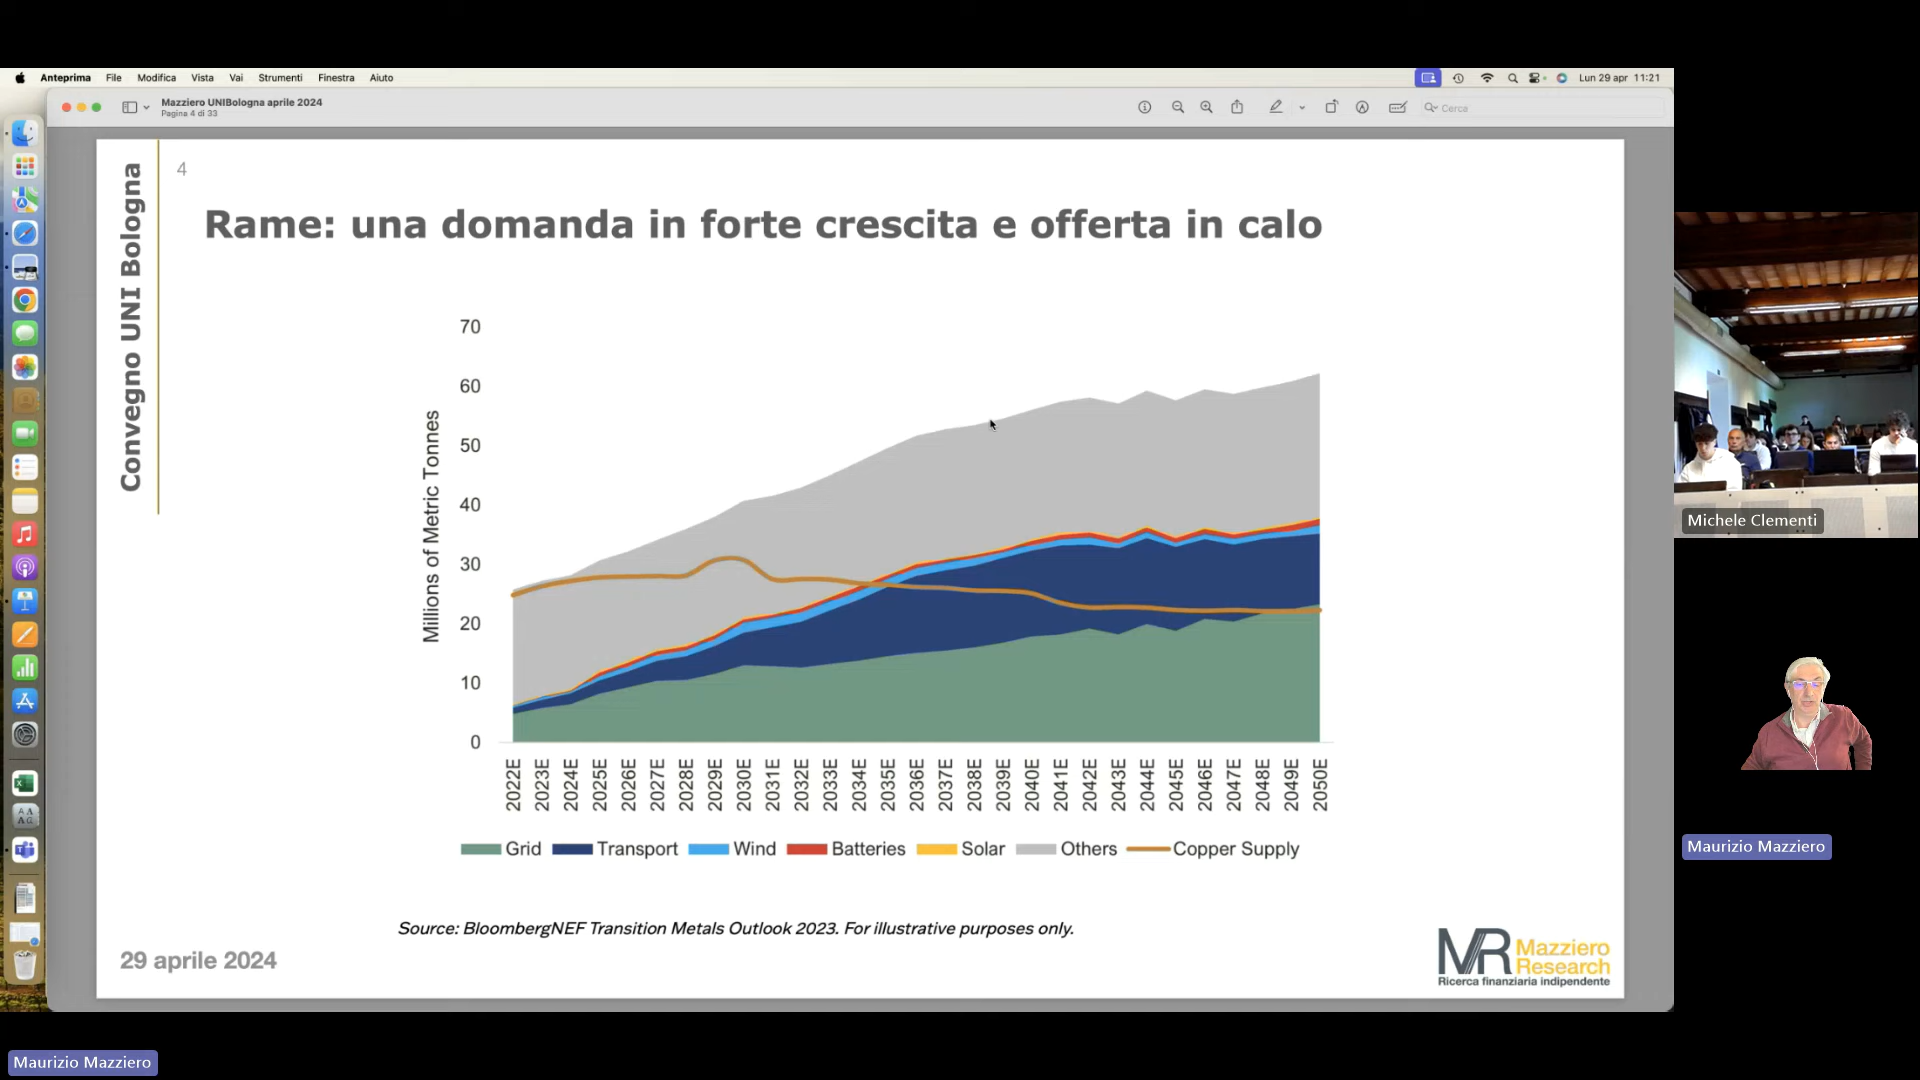 Anteprima File Modifica Vista Vai Strumenti Finestra Aiuto
Lun 29 apr 11:21
Mazziero UNIBologna aprile 2024
Pagina 4 di 33
Cerca
Convegno UNI Bologna
4
Rame: una domanda in forte crescita e offerta in calo
Millions of Metric Tonnes
70
60
50
40
30
20
10
0
2022E 2023E 2024E 2025E 2026E 2027E 2028E 2029E 2030E 2031E 2032E 2033E 2034E 2035E 2036E 2037E 2038E 2039E 2040E 2041E 2042E 2043E 2044E 2045E 2046E 2047E 2048E 2049E 2050E
Grid Transport Wind Batteries Solar Others Copper Supply
Source: BloombergNEF Transition Metals Outlook 2023. For illustrative purposes only.
29 aprile 2024
MR Mazziero
Research
Ricerca finanziaria indipendente
Michele Clementi
Maurizio Mazziero
Maurizio Mazziero